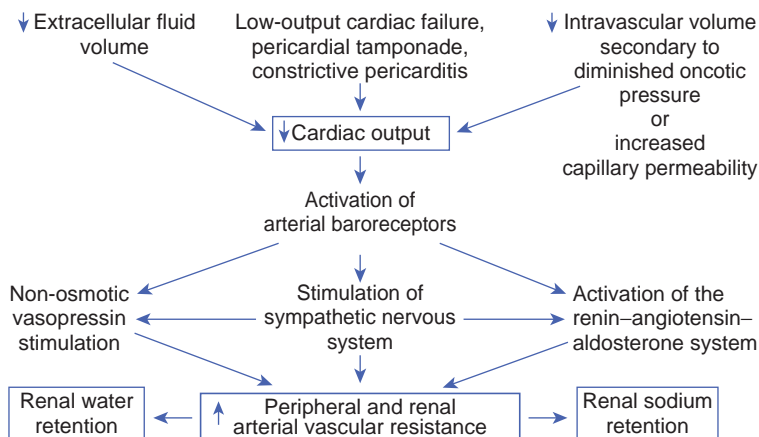 ↓ Extracellular fluid
volume
Low-output cardiac failure,
pericardial tamponade,
constrictive pericarditis
↓ Intravascular volume
secondary to
diminished oncotic
pressure
or
increased
capillary permeability
↓ Cardiac output
Activation of
arterial baroreceptors
Non-osmotic
vasopressin
stimulation
Stimulation of
sympathetic nervous
system
Activation of the
renin–angiotensin–
aldosterone system
Renal water
retention
↑ Peripheral and renal
arterial vascular resistance
Renal sodium
retention